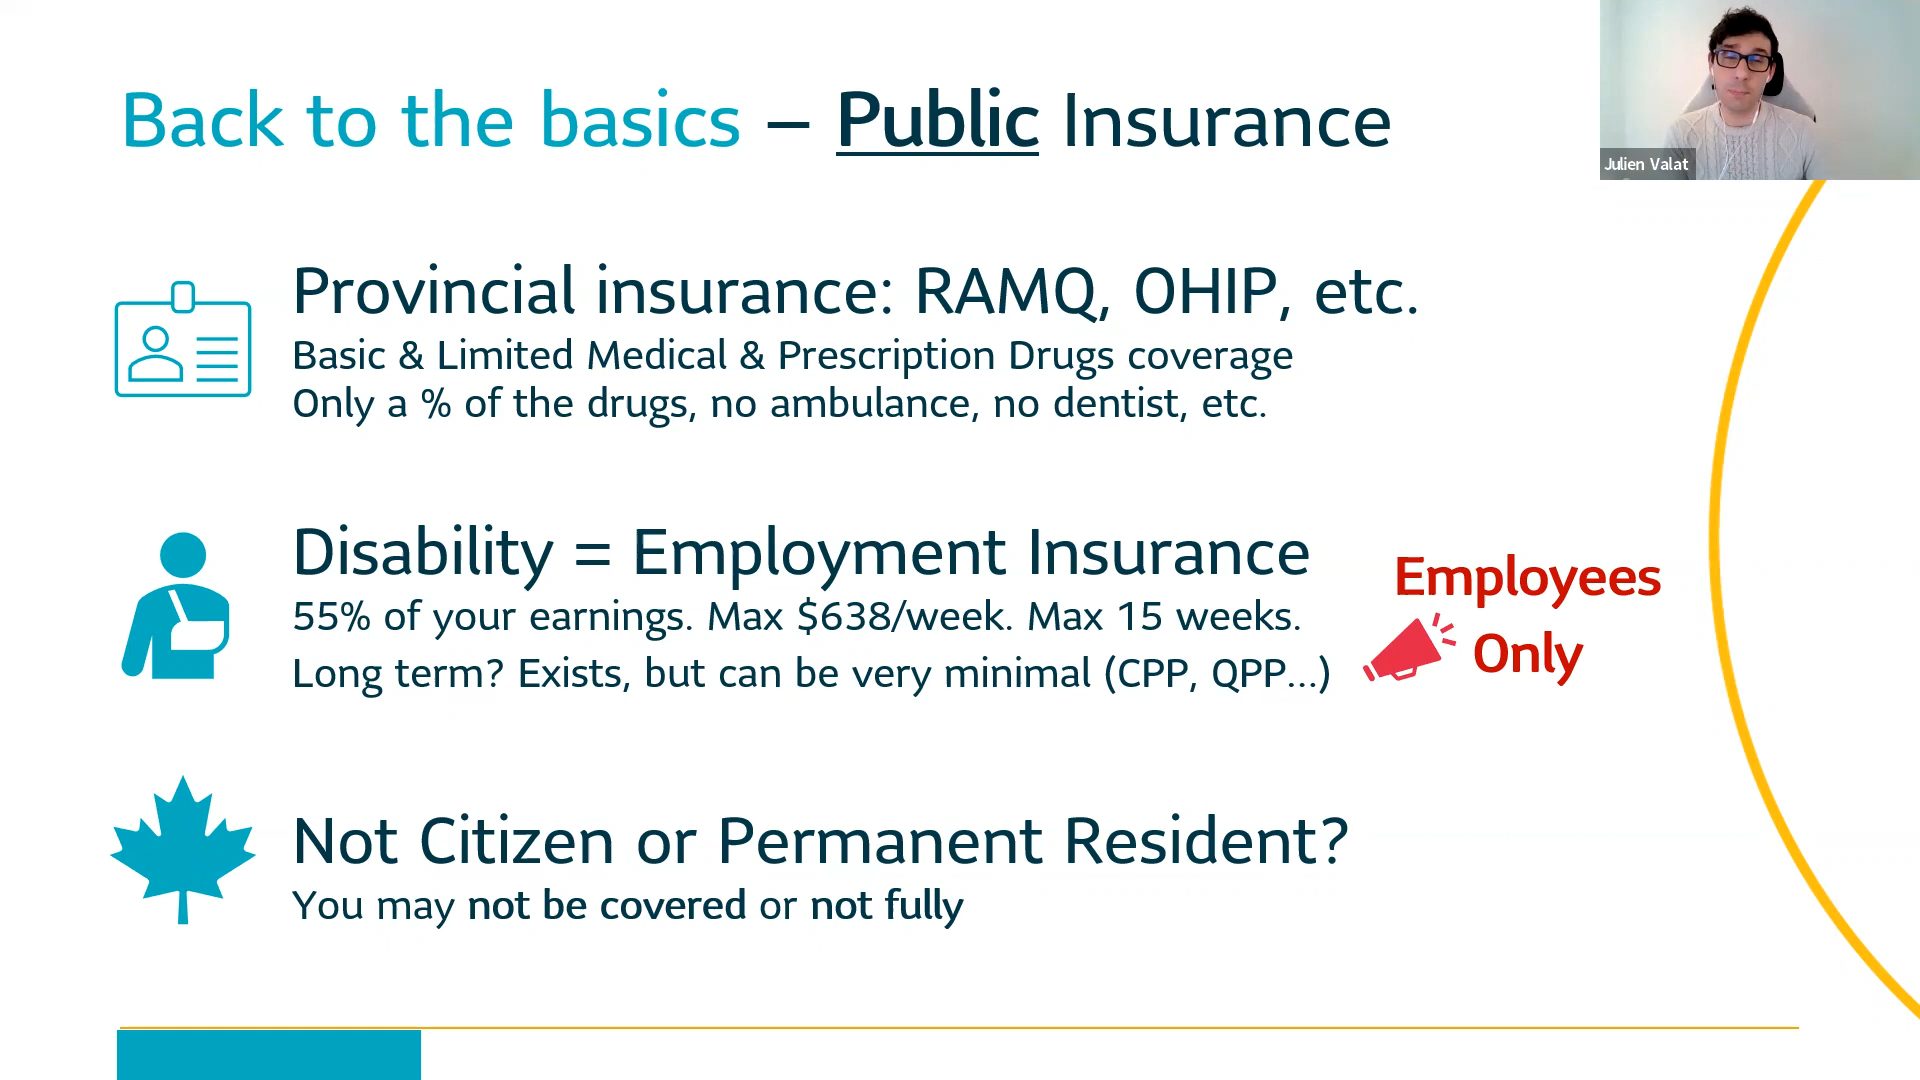 Back to the basics – Public Insurance
Julien Valat
Provincial insurance: RAMQ, OHIP, etc.
Basic & Limited Medical & Prescription Drugs coverage
Only a % of the drugs, no ambulance, no dentist, etc.
Disability = Employment Insurance
55% of your earnings. Max $638/week. Max 15 weeks.
Long term? Exists, but can be very minimal (CPP, QPP...)
Employees
Only
Not Citizen or Permanent Resident?
You may not be covered or not fully